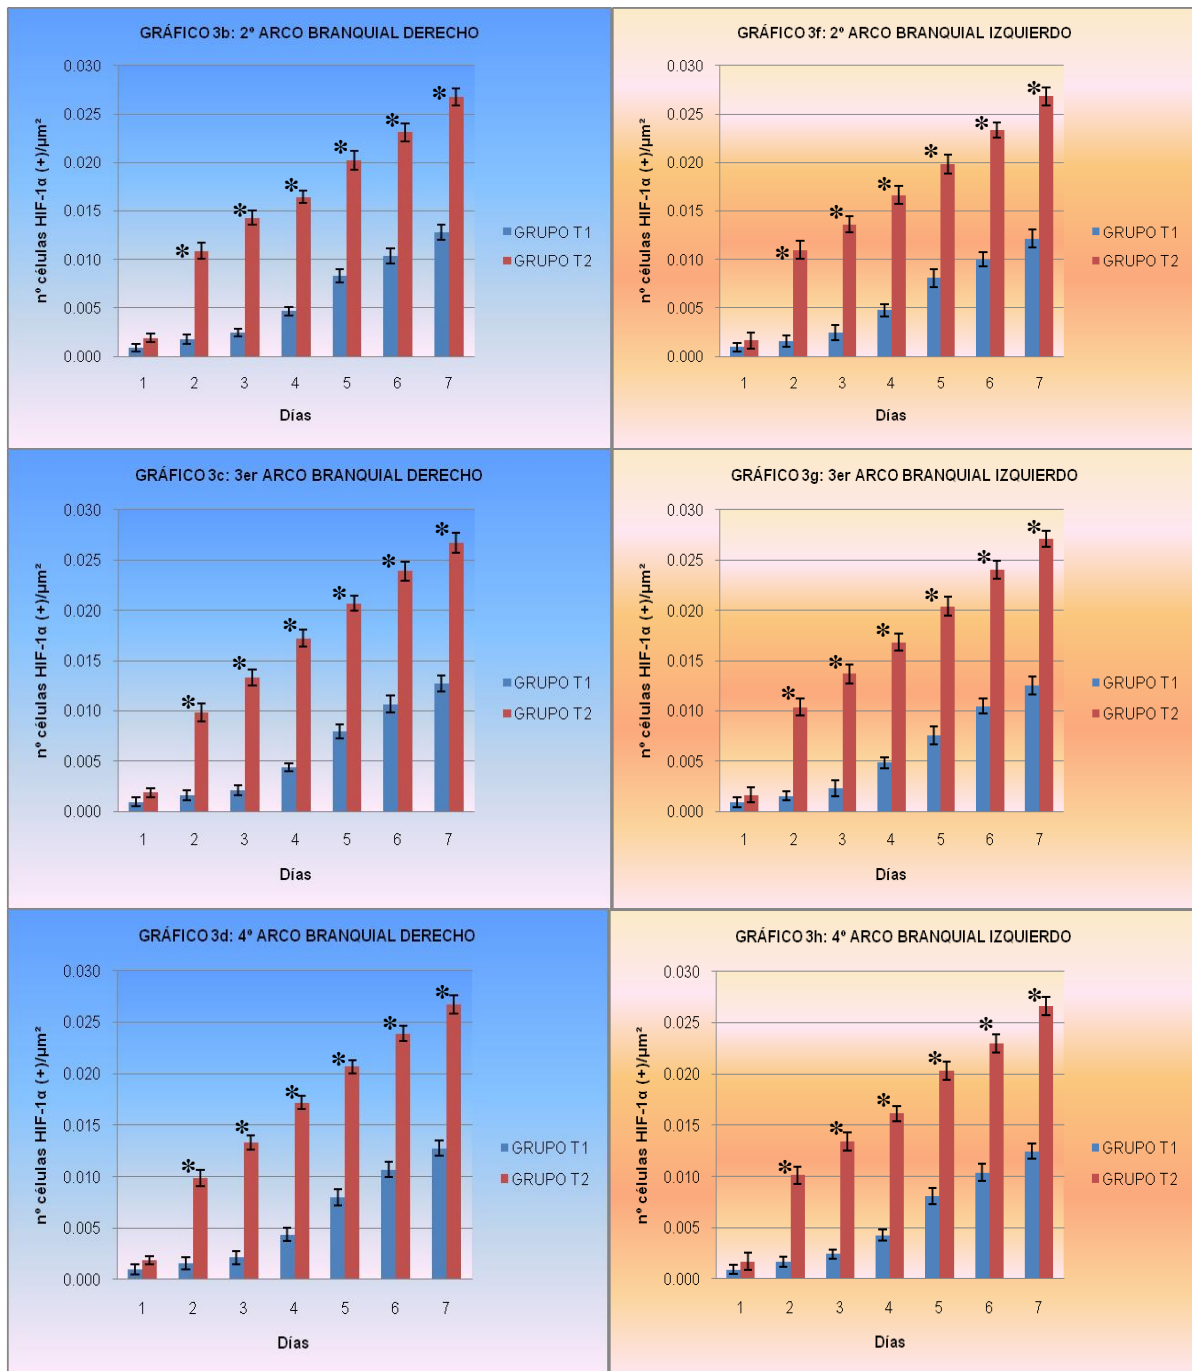 GRÁFICO 3b: 2º ARCO BRANQUIAL DERECHO
nº células HIF-1α (+)/µm²
0.030
0.025
0.020
0.015
0.010
0.005
0.000
*
*
*
*
*
*
1 2 3 4 5 6 7
Días
GRUPO T1
GRUPO T2
GRÁFICO 3f: 2º ARCO BRANQUIAL IZQUIERDO
nº células HIF-1α (+)/µm²
0.030
0.025
0.020
0.015
0.010
0.005
0.000
*
*
*
*
*
*
1 2 3 4 5 6 7
Días
GRUPO T1
GRUPO T2
GRÁFICO 3c: 3er ARCO BRANQUIAL DERECHO
nº células HIF-1α (+)/µm²
0.030
0.025
0.020
0.015
0.010
0.005
0.000
*
*
*
*
*
*
1 2 3 4 5 6 7
Días
GRUPO T1
GRUPO T2
GRÁFICO 3g: 3er ARCO BRANQUIAL IZQUIERDO
nº células HIF-1α (+)/µm²
0.030
0.025
0.020
0.015
0.010
0.005
0.000
*
*
*
*
*
*
1 2 3 4 5 6 7
Días
GRUPO T1
GRUPO T2
GRÁFICO 3d: 4º ARCO BRANQUIAL DERECHO
nº células HIF-1α (+)/µm²
0.030
0.025
0.020
0.015
0.010
0.005
0.000
*
*
*
*
*
*
1 2 3 4 5 6 7
Días
GRUPO T1
GRUPO T2
GRÁFICO 3h: 4º ARCO BRANQUIAL IZQUIERDO
nº células HIF-1α (+)/µm²
0.030
0.025
0.020
0.015
0.010
0.005
0.000
*
*
*
*
*
*
1 2 3 4 5 6 7
Días
GRUPO T1
GRUPO T2